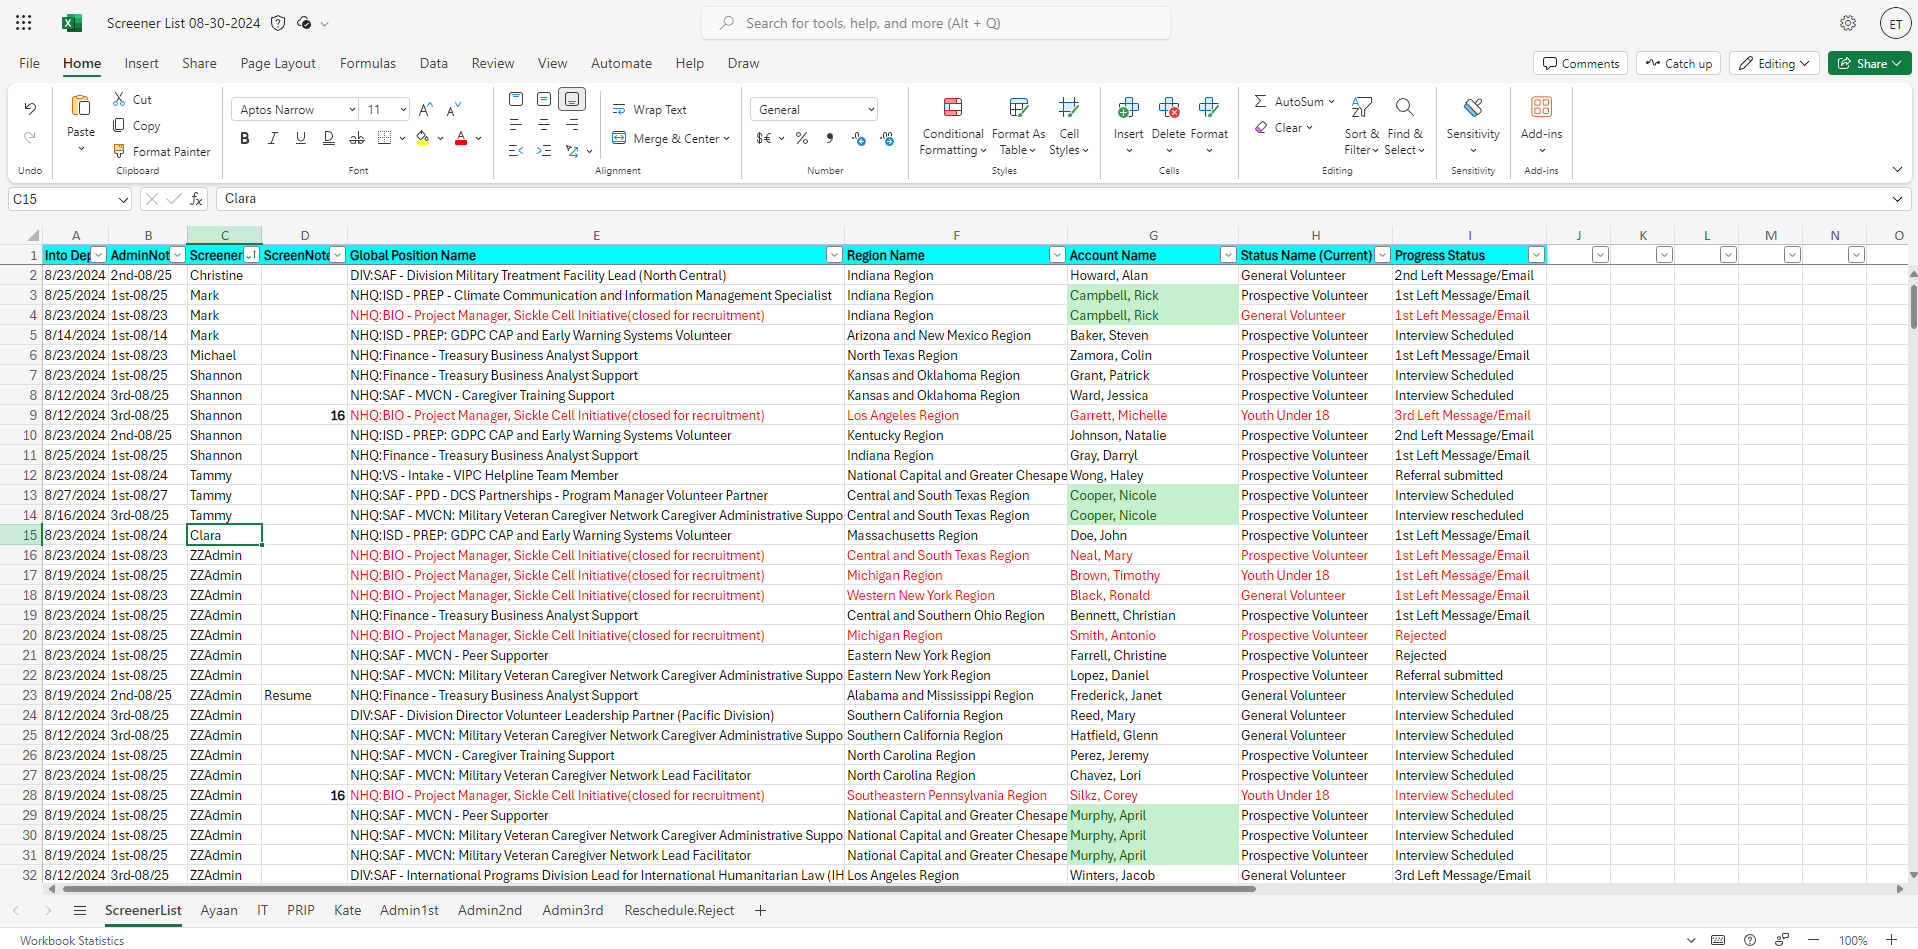 Screener List 08-30-2024
Search for tools, help, and more (Alt + Q)
ET
File Home Insert Share Page Layout Formulas Data Review View Automate Help Draw
Comments Catch up Editing Share
Paste Cut Copy Format Painter
Aptos Narrow 11
B I U D ab A
Wrap Text
Merge & Center
General
$€ % 9
Conditional Formatting Format As Table Cell Styles
Insert Delete Format
AutoSum
Clear
Sort & Filter Find & Select
Sensitivity
Add-ins
Undo Clipboard Font Alignment Number Styles Cells Editing Sensitivity Add-ins
C15 fx Clara
A B C D E F G H I J K L M N O
1 Into Dep AdminNot Screener ScreenNote Global Position Name Region Name Account Name Status Name (Current) Progress Status
2 8/23/2024 2nd-08/25 Christine DIV:SAF - Division Military Treatment Facility Lead (North Central) Indiana Region Howard, Alan General Volunteer 2nd Left Message/Email
3 8/25/2024 1st-08/25 Mark NHQ:ISD - PREP - Climate Communication and Information Management Specialist Indiana Region Campbell, Rick Prospective Volunteer 1st Left Message/Email
4 8/23/2024 1st-08/23 Mark NHQ:BIO - Project Manager, Sickle Cell Initiative(closed for recruitment) Indiana Region Campbell, Rick General Volunteer 1st Left Message/Email
5 8/14/2024 1st-08/14 Mark NHQ:ISD - PREP: GDPC CAP and Early Warning Systems Volunteer Arizona and New Mexico Region Baker, Steven Prospective Volunteer Interview Scheduled
6 8/23/2024 1st-08/23 Michael NHQ:Finance - Treasury Business Analyst Support North Texas Region Zamora, Colin Prospective Volunteer 1st Left Message/Email
7 8/23/2024 1st-08/25 Shannon NHQ:Finance - Treasury Business Analyst Support Kansas and Oklahoma Region Grant, Patrick Prospective Volunteer Interview Scheduled
8 8/12/2024 3rd-08/25 Shannon NHQ:SAF - MVCN - Caregiver Training Support Kansas and Oklahoma Region Ward, Jessica Prospective Volunteer Interview Scheduled
9 8/12/2024 3rd-08/25 Shannon 16 NHQ:BIO - Project Manager, Sickle Cell Initiative(closed for recruitment) Los Angeles Region Garrett, Michelle Youth Under 18 3rd Left Message/Email
10 8/23/2024 2nd-08/25 Shannon NHQ:ISD - PREP: GDPC CAP and Early Warning Systems Volunteer Kentucky Region Johnson, Natalie Prospective Volunteer 2nd Left Message/Email
11 8/25/2024 1st-08/25 Shannon NHQ:Finance - Treasury Business Analyst Support Indiana Region Gray, Darryl Prospective Volunteer 1st Left Message/Email
12 8/23/2024 1st-08/24 Tammy NHQ:VS - Intake - VIPC Helpline Team Member National Capital and Greater Chesape Wong, Haley Prospective Volunteer Referral submitted
13 8/27/2024 1st-08/27 Tammy NHQ:SAF - PPD - DCS Partnerships - Program Manager Volunteer Partner Central and South Texas Region Cooper, Nicole Prospective Volunteer Interview Scheduled
14 8/16/2024 3rd-08/25 Tammy NHQ:SAF - MVCN: Military Veteran Caregiver Network Caregiver Administrative Suppo Central and South Texas Region Cooper, Nicole Prospective Volunteer Interview rescheduled
15 8/23/2024 1st-08/24 Clara NHQ:ISD - PREP: GDPC CAP and Early Warning Systems Volunteer Massachusetts Region Doe, John Prospective Volunteer 1st Left Message/Email
16 8/23/2024 1st-08/23 ZZAdmin NHQ:BIO - Project Manager, Sickle Cell Initiative(closed for recruitment) Central and South Texas Region Neal, Mary Prospective Volunteer 1st Left Message/Email
17 8/19/2024 1st-08/25 ZZAdmin NHQ:BIO - Project Manager, Sickle Cell Initiative(closed for recruitment) Michigan Region Brown, Timothy Youth Under 18 1st Left Message/Email
18 8/19/2024 1st-08/23 ZZAdmin NHQ:BIO - Project Manager, Sickle Cell Initiative(closed for recruitment) Western New York Region Black, Ronald General Volunteer 1st Left Message/Email
19 8/23/2024 1st-08/25 ZZAdmin NHQ:Finance - Treasury Business Analyst Support Central and Southern Ohio Region Bennett, Christian Prospective Volunteer 1st Left Message/Email
20 8/23/2024 1st-08/25 ZZAdmin NHQ:BIO - Project Manager, Sickle Cell Initiative(closed for recruitment) Michigan Region Smith, Antonio Prospective Volunteer Rejected
21 8/23/2024 1st-08/25 ZZAdmin NHQ:SAF - MVCN - Peer Supporter Eastern New York Region Farrell, Christine Prospective Volunteer Rejected
22 8/23/2024 1st-08/25 ZZAdmin NHQ:SAF - MVCN: Military Veteran Caregiver Network Caregiver Administrative Suppo Eastern New York Region Lopez, Daniel Prospective Volunteer Referral submitted
23 8/19/2024 2nd-08/25 ZZAdmin Resume NHQ:Finance - Treasury Business Analyst Support Alabama and Mississippi Region Frederick, Janet General Volunteer Interview Scheduled
24 8/12/2024 3rd-08/25 ZZAdmin DIV:SAF - Division Director Volunteer Leadership Partner (Pacific Division) Southern California Region Reed, Mary General Volunteer Interview Scheduled
25 8/12/2024 3rd-08/25 ZZAdmin NHQ:SAF - MVCN: Military Veteran Caregiver Network Caregiver Administrative Suppo Southern California Region Hatfield, Glenn General Volunteer Interview Scheduled
26 8/23/2024 1st-08/25 ZZAdmin NHQ:SAF - MVCN - Caregiver Training Support North Carolina Region Perez, Jeremy Prospective Volunteer Interview Scheduled
27 8/23/2024 1st-08/25 ZZAdmin NHQ:SAF - MVCN: Military Veteran Caregiver Network Lead Facilitator North Carolina Region Chavez, Lori Prospective Volunteer Interview Scheduled
28 8/19/2024 1st-08/25 ZZAdmin 16 NHQ:BIO - Project Manager, Sickle Cell Initiative(closed for recruitment) Southeastern Pennsylvania Region Silkz, Corey Youth Under 18 Interview Scheduled
29 8/19/2024 1st-08/25 ZZAdmin NHQ:SAF - MVCN - Peer Supporter National Capital and Greater Chesape Murphy, April Prospective Volunteer Interview Scheduled
30 8/19/2024 1st-08/25 ZZAdmin NHQ:SAF - MVCN: Military Veteran Caregiver Network Caregiver Administrative Suppo National Capital and Greater Chesape Murphy, April Prospective Volunteer Interview Scheduled
31 8/19/2024 1st-08/25 ZZAdmin NHQ:SAF - MVCN: Military Veteran Caregiver Network Lead Facilitator National Capital and Greater Chesape Murphy, April Prospective Volunteer Interview Scheduled
32 8/12/2024 3rd-08/25 ZZAdmin DIV:SAF - International Programs Division Lead for International Humanitarian Law (IH Los Angeles Region Winters, Jacob General Volunteer 3rd Left Message/Email
ScreenerList Ayaan IT PRIP Kate Admin1st Admin2nd Admin3rd Reschedule.Reject
Workbook Statistics 100%